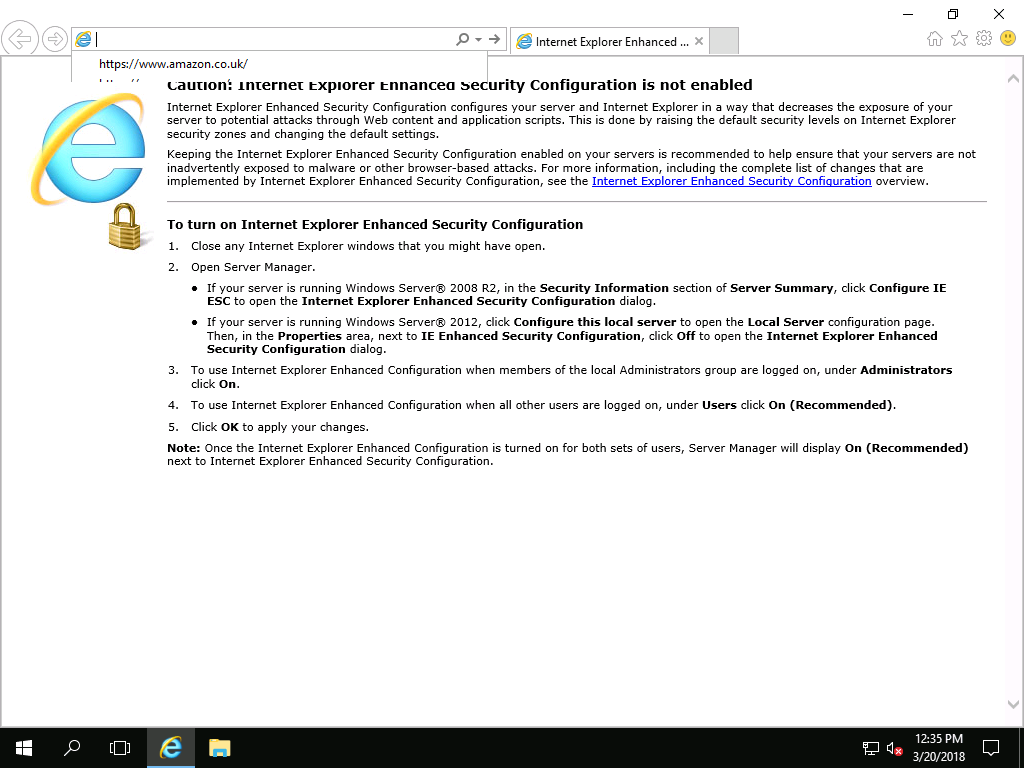 Internet Explorer Enhanced ...
https://www.amazon.co.uk/
Caution: Internet Explorer Enhanced Security Configuration is not enabled
Internet Explorer Enhanced Security Configuration configures your server and Internet Explorer in a way that decreases the exposure of your
server to potential attacks through Web content and application scripts. This is done by raising the default security levels on Internet Explorer
security zones and changing the default settings.
Keeping the Internet Explorer Enhanced Security Configuration enabled on your servers is recommended to help ensure that your servers are not
inadvertently exposed to malware or other browser-based attacks. For more information, including the complete list of changes that are
implemented by Internet Explorer Enhanced Security Configuration, see the Internet Explorer Enhanced Security Configuration overview.
To turn on Internet Explorer Enhanced Security Configuration
1. Close any Internet Explorer windows that you might have open.
2. Open Server Manager.
• If your server is running Windows Server® 2008 R2, in the Security Information section of Server Summary, click Configure IE
ESC to open the Internet Explorer Enhanced Security Configuration dialog.
• If your server is running Windows Server® 2012, click Configure this local server to open the Local Server configuration page.
Then, in the Properties area, next to IE Enhanced Security Configuration, click Off to open the Internet Explorer Enhanced
Security Configuration dialog.
3. To use Internet Explorer Enhanced Configuration when members of the local Administrators group are logged on, under Administrators
click On.
4. To use Internet Explorer Enhanced Configuration when all other users are logged on, under Users click On (Recommended).
5. Click OK to apply your changes.
Note: Once the Internet Explorer Enhanced Configuration is turned on for both sets of users, Server Manager will display On (Recommended)
next to Internet Explorer Enhanced Security Configuration.
12:35 PM
3/20/2018